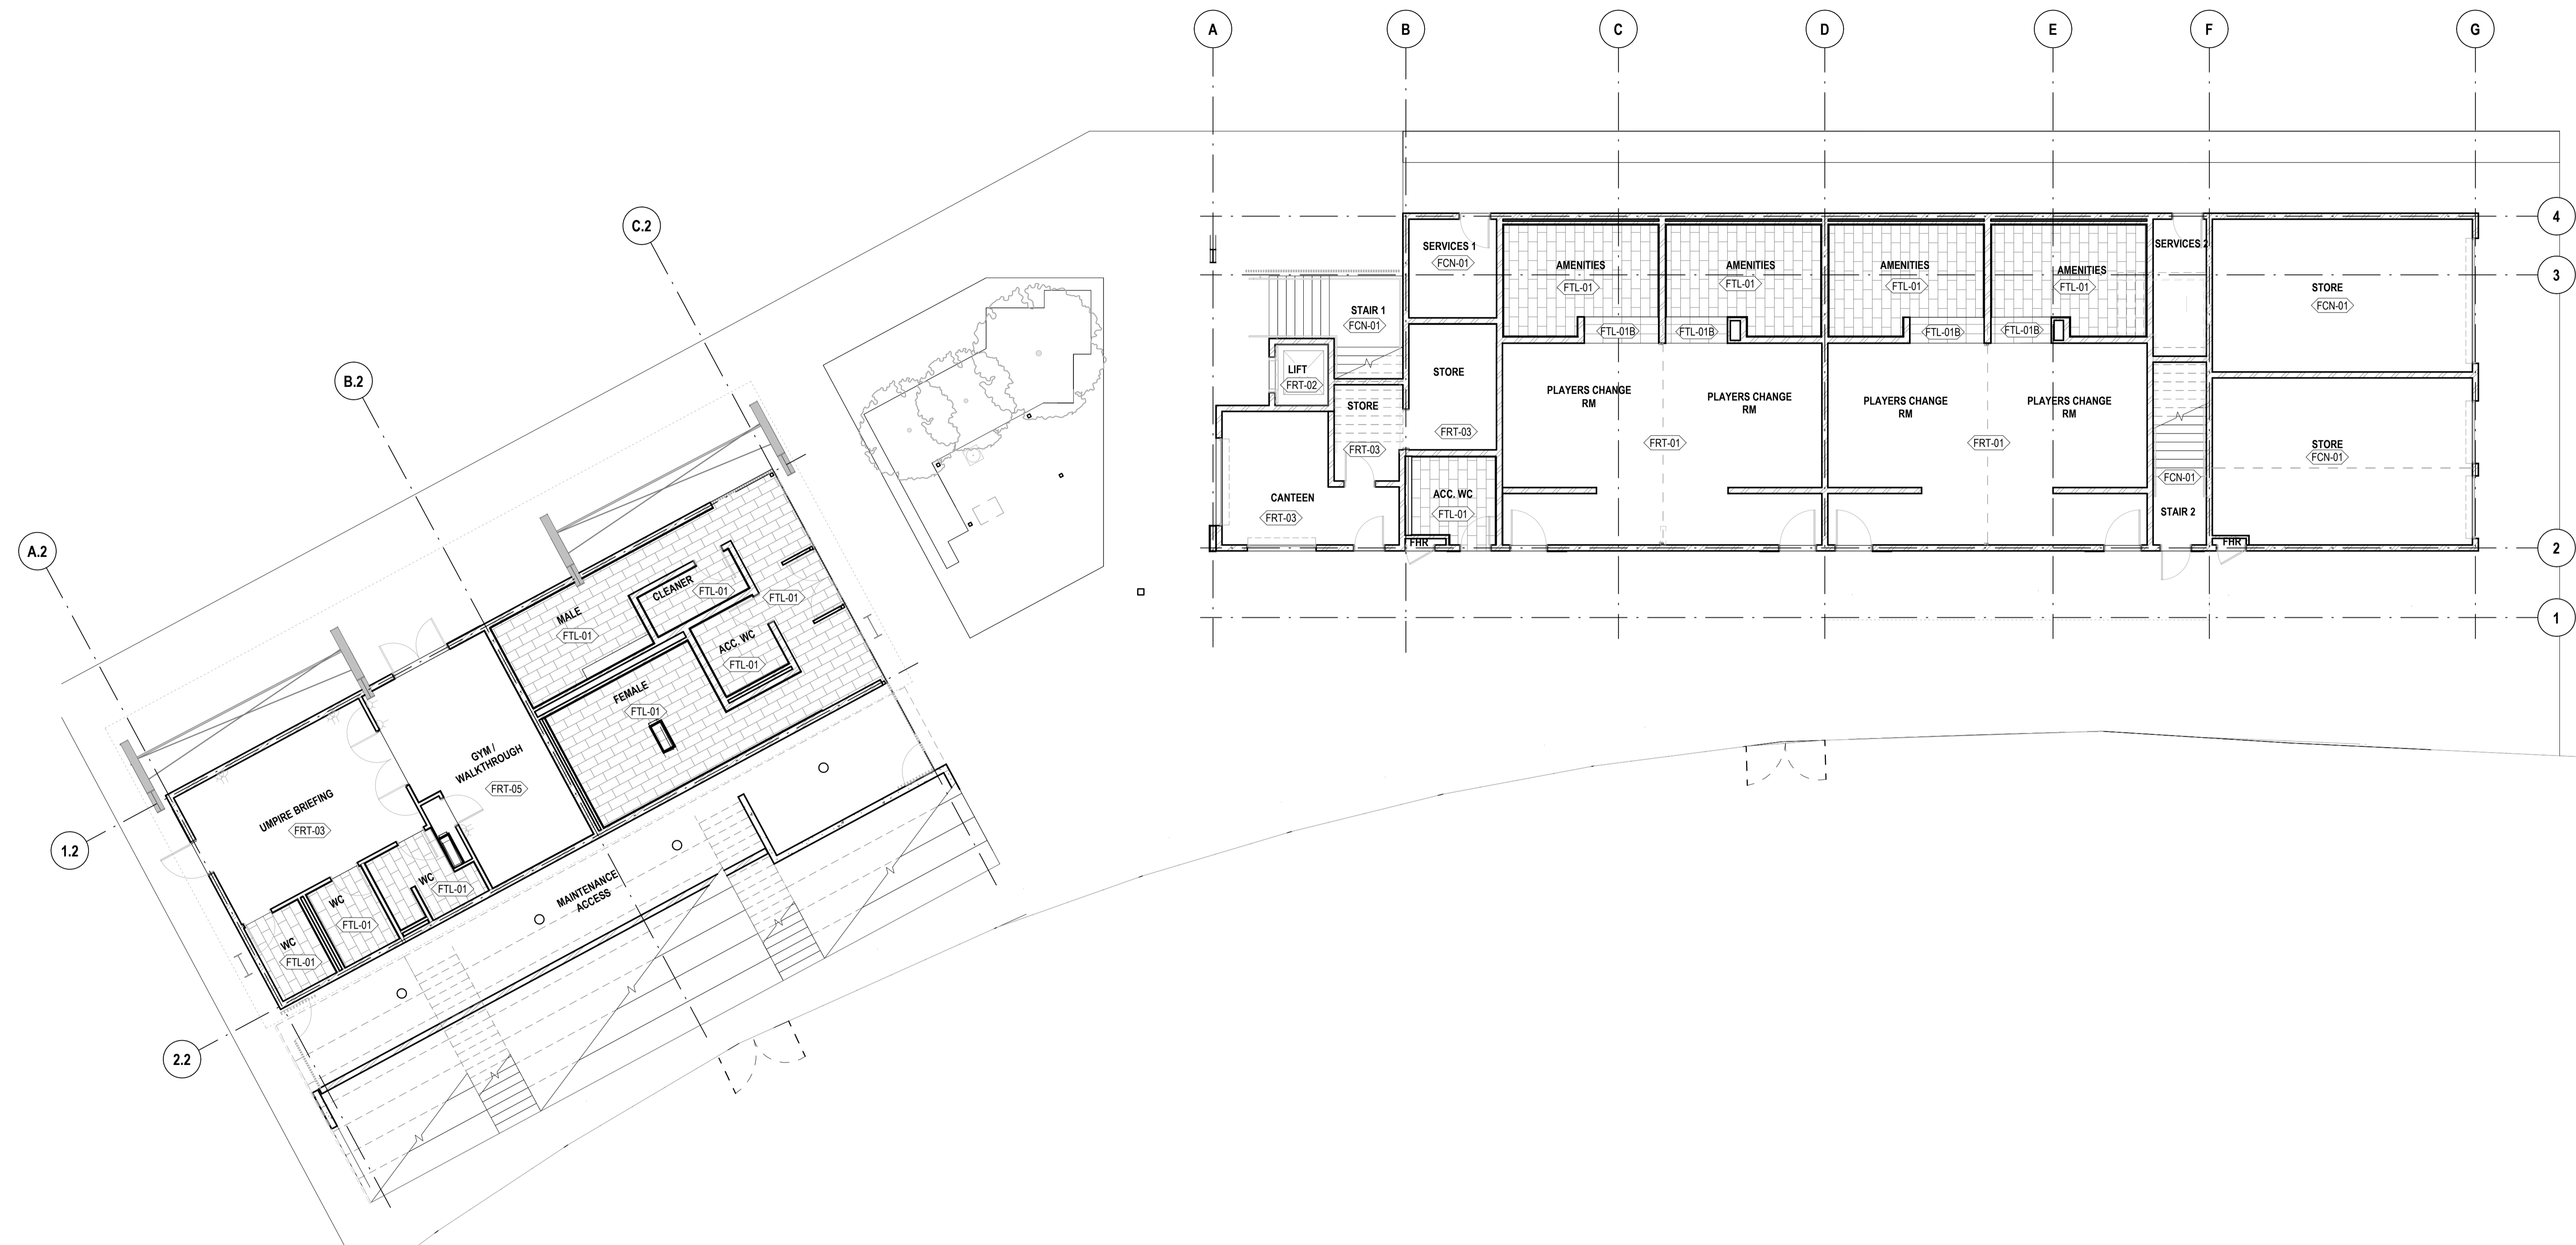 A
B
C
D
E
F
G
4
3
2
1
SERVICES 1
FCN-01
AMENITIES
FTL-01
AMENITIES
FTL-01
AMENITIES
FTL-01
AMENITIES
FTL-01
SERVICES 2
STORE
FCN-01
STAIR 1
FCN-01
FTL-01B
FTL-01B
FTL-01B
FTL-01B
LIFT
FRT-02
STORE
FRT-03
STORE
FRT-03
PLAYERS CHANGE
RM
PLAYERS CHANGE
RM
FRT-01
PLAYERS CHANGE
RM
PLAYERS CHANGE
RM
FRT-01
STORE
FCN-01
FCN-01
STAIR 2
CANTEEN
FRT-03
ACC. WC
FTL-01
FHR
FHR
C.2
B.2
A.2
1.2
2.2
MALE
FTL-01
CLEANER
FTL-01
FTL-01
ACC. WC
FTL-01
FEMALE
FTL-01
GYM /
WALKTHROUGH
FRT-05
UMPIRE BRIEFING
FRT-03
WC
FTL-01
WC
FTL-01
WC
FTL-01
MAINTENANCE
ACCESS